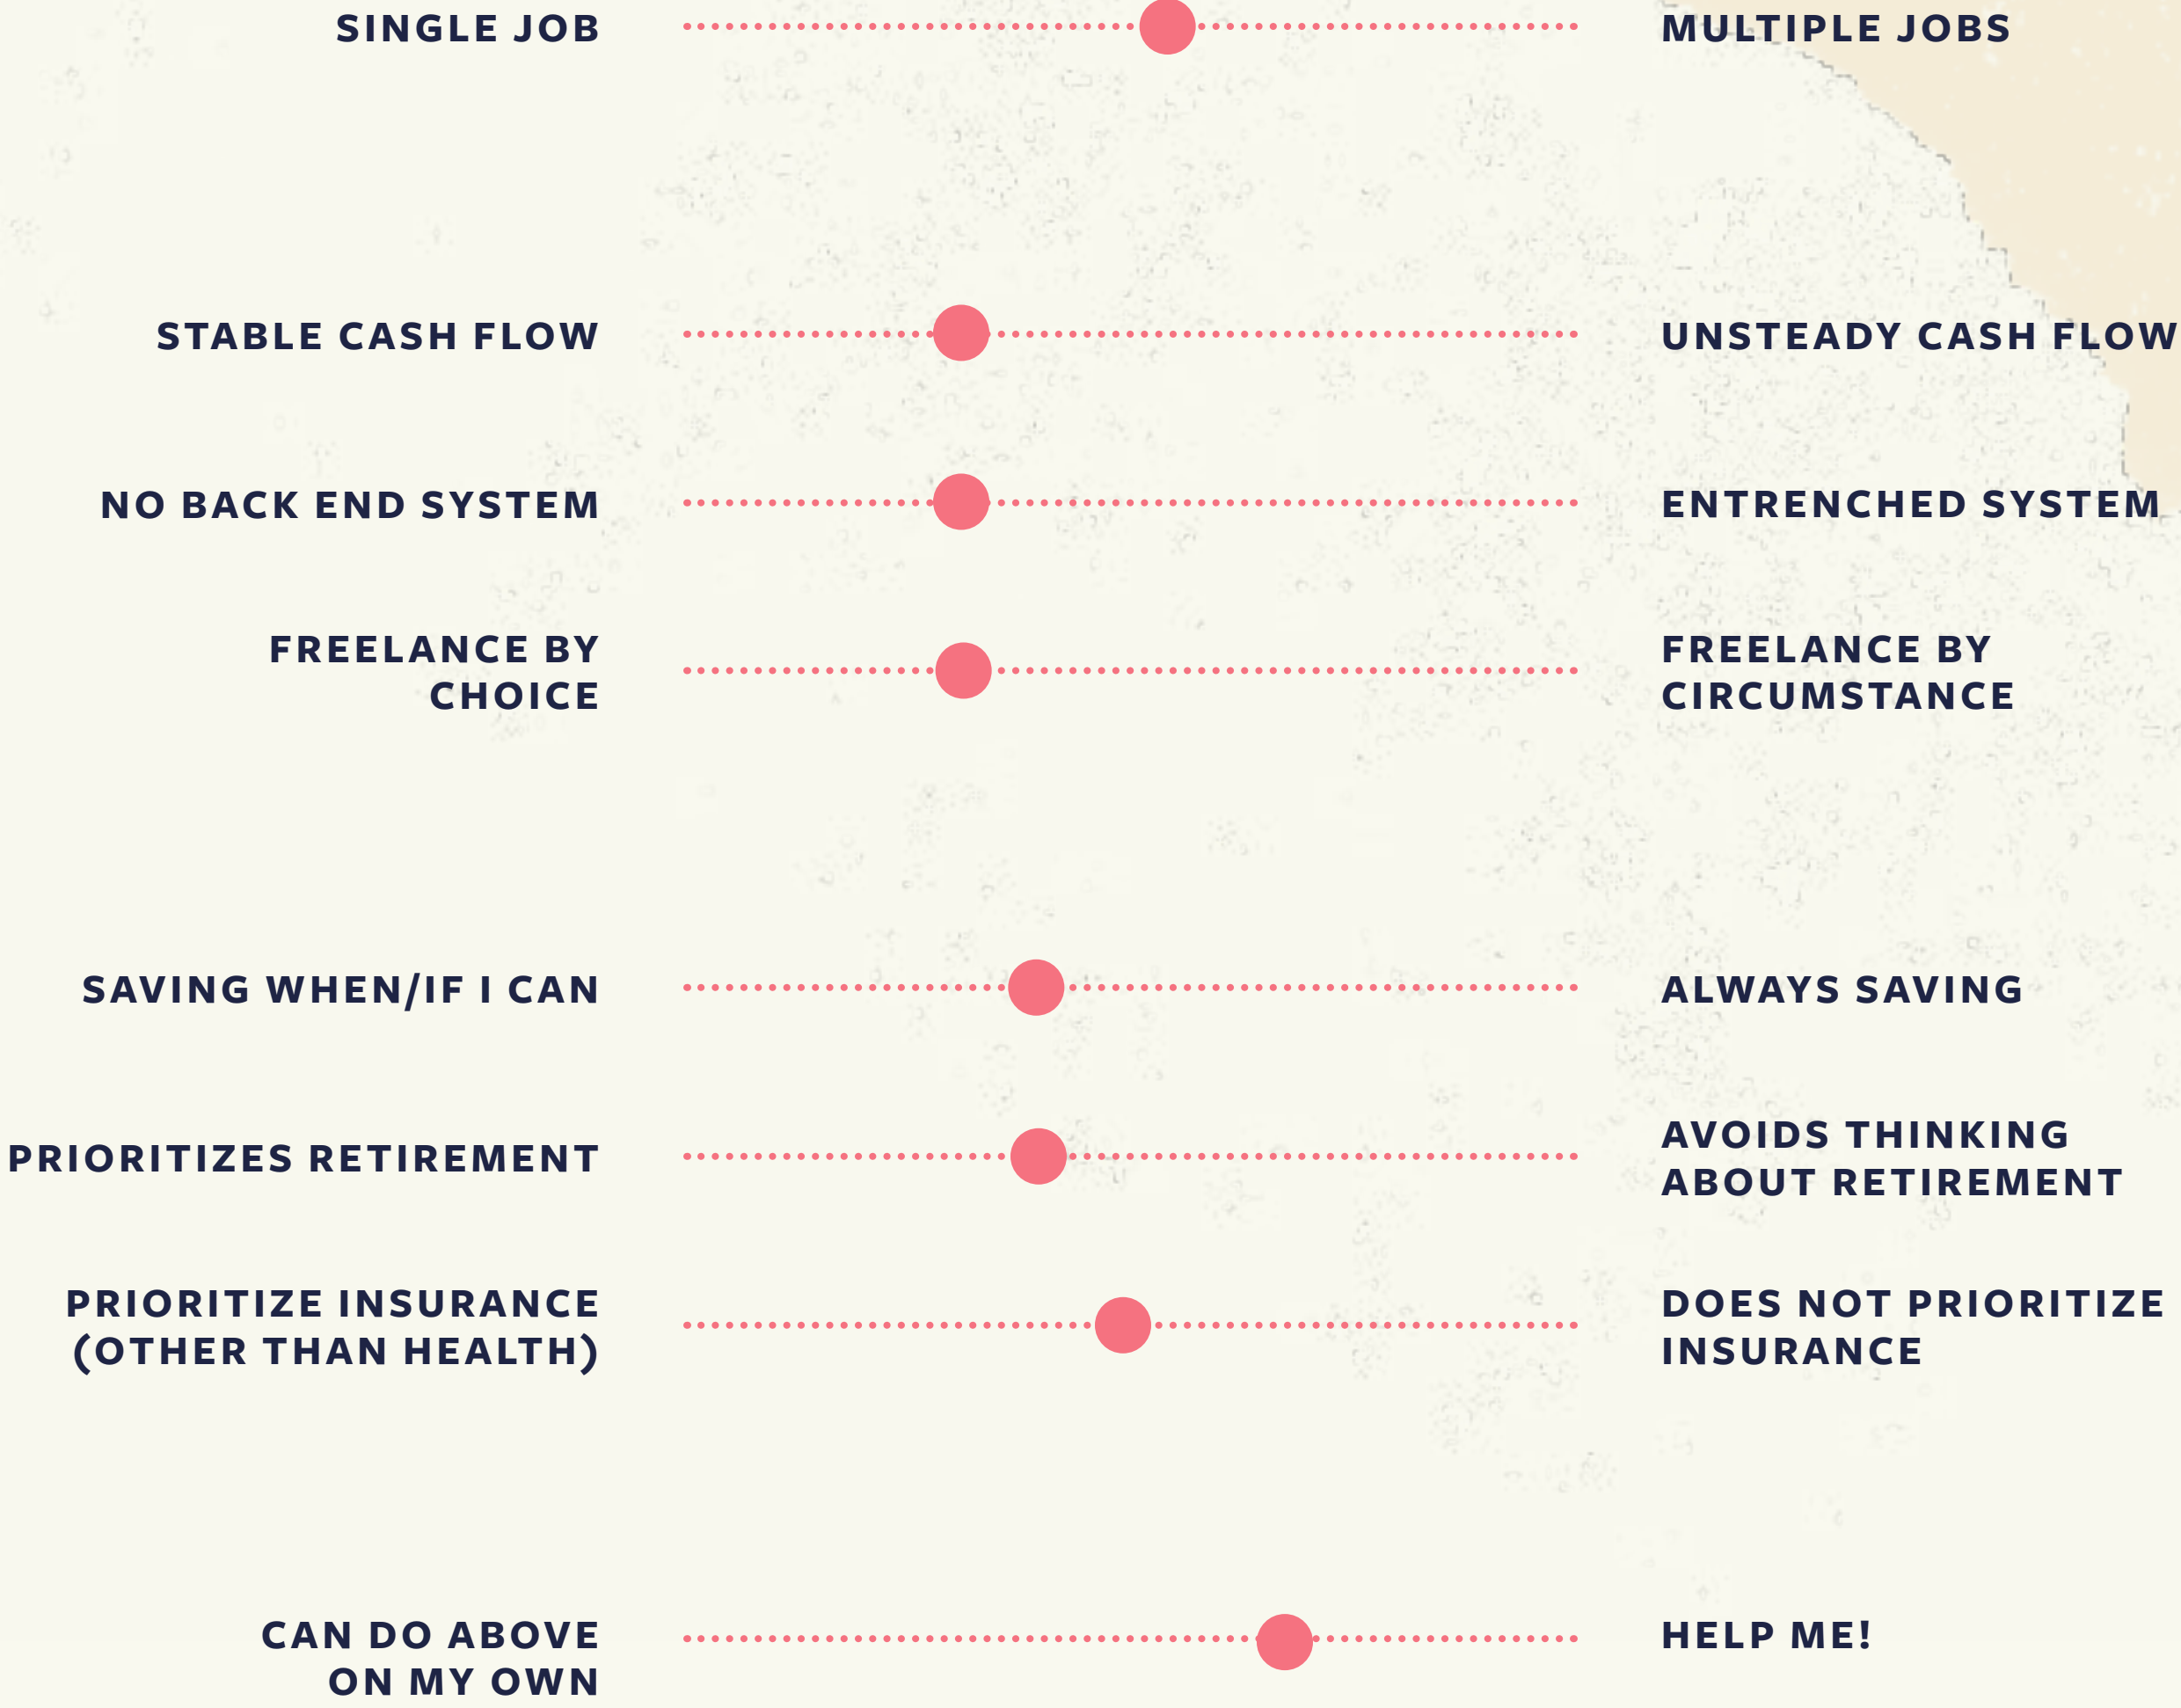 SINGLE JOB
MULTIPLE JOBS
STABLE CASH FLOW
UNSTEADY CASH FLOW
NO BACK END SYSTEM
ENTRENCHED SYSTEM
FREELANCE BY
CHOICE
FREELANCE BY
CIRCUMSTANCE
SAVING WHEN/IF I CAN
ALWAYS SAVING
PRIORITIZES RETIREMENT
AVOIDS THINKING
ABOUT RETIREMENT
PRIORITIZE INSURANCE
(OTHER THAN HEALTH)
DOES NOT PRIORITIZE
INSURANCE
CAN DO ABOVE
ON MY OWN
HELP ME!